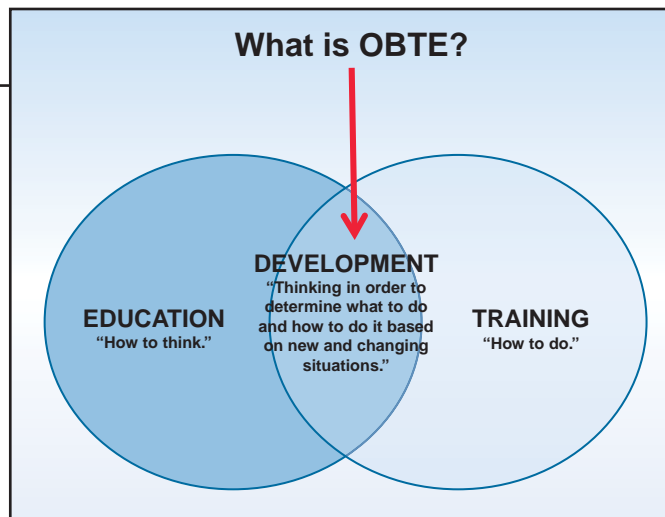 What is OBTE?
DEVELOPMENT
“Thinking in order to
determine what to do
and how to do it based
on new and changing
situations.”
EDUCATION
“How to think.”
TRAINING
“How to do.”